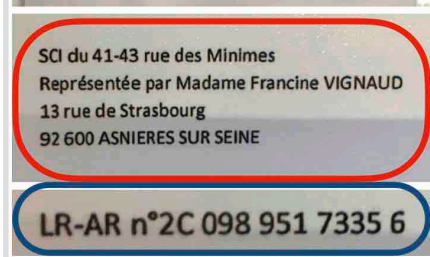 SCI du 41-43 rue des Minimes
Représentée par Madame Francine VIGNAUD
13 rue de Strasbourg
92 600 ASNIERES SUR SEINE
LR-AR n°2C 098 951 7335 6